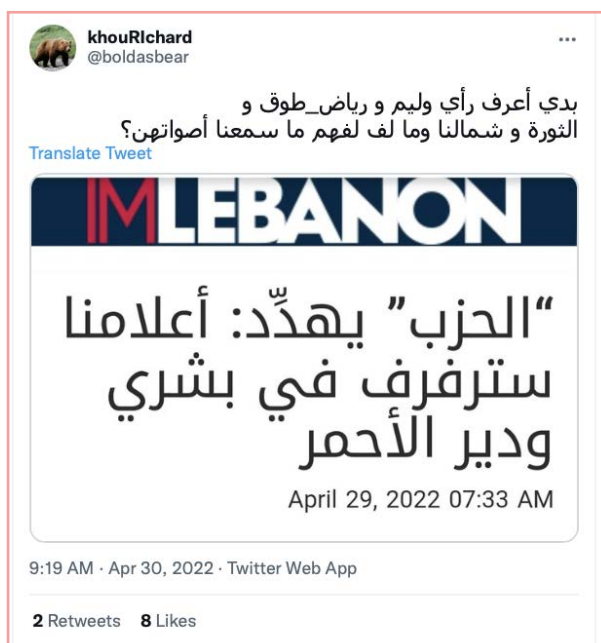 khouRIchard
@boldasbear
بدي أعرف رأي وليم و رياض_طوق و
الثورة و شمالنا وما لف لفهم ما سمعنا أصواتهن؟
Translate Tweet
IMLEBANON
“الحزب” يهدِّد: أعلامنا
سترفرف في بشري
ودير الأحمر
April 29, 2022 07:33 AM
9:19 AM · Apr 30, 2022 · Twitter Web App
2 Retweets 8 Likes